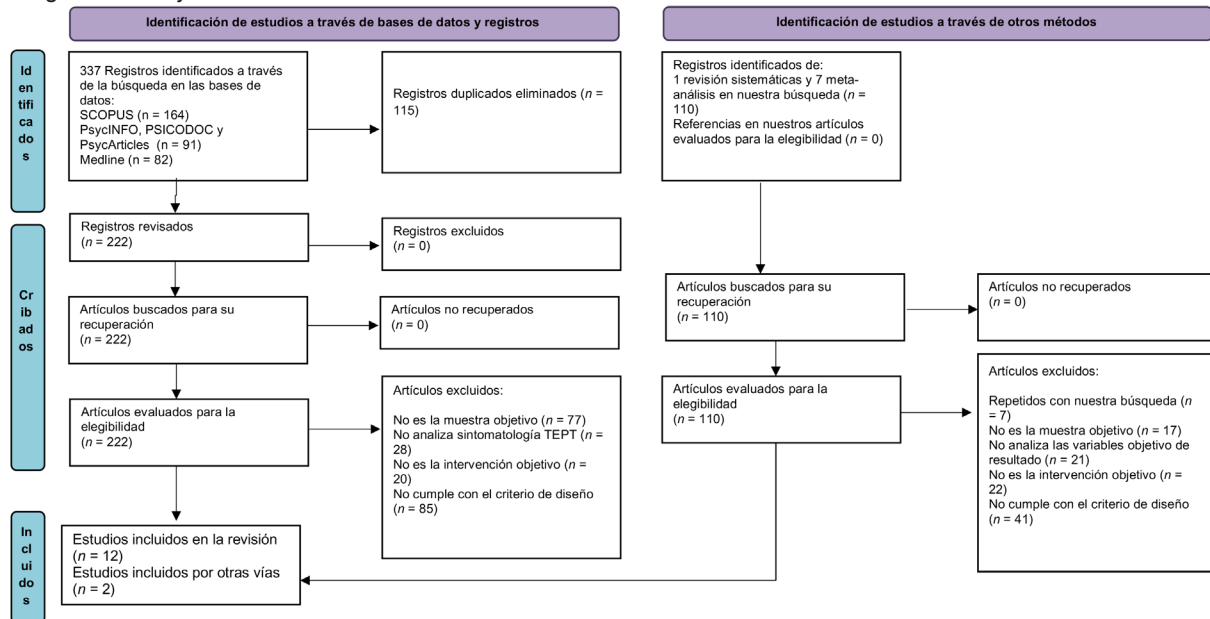 Identificación de estudios a través de bases de datos y registros
Identificación de estudios a través de otros métodos
Id
en
tifi
ca
do
s
337 Registros identificados a través
de la búsqueda en las bases de
datos:
SCOPUS (n = 164)
PsycINFO, PSICODOC y
PsycArticles (n = 91)
Medline (n = 82)
Registros duplicados eliminados (n =
115)
Registros identificados de:
1 revisión sistemáticas y 7 meta-
análisis en nuestra búsqueda (n =
110)
Referencias en nuestros artículos
evaluados para la elegibilidad (n = 0)
Cr
ib
ad
os
Registros revisados
(n = 222)
Registros excluidos
(n = 0)
Artículos buscados para su
recuperación
(n = 222)
Artículos no recuperados
(n = 0)
Artículos buscados para su
recuperación
(n = 110)
Artículos no recuperados
(n = 0)
Artículos evaluados para la
elegibilidad
(n = 222)
Artículos excluidos:
No es la muestra objetivo (n = 77)
No analiza sintomatología TEPT (n =
28)
No es la intervención objetivo (n =
20)
No cumple con el criterio de diseño
(n = 85)
Artículos evaluados para la
elegibilidad
(n = 110)
Artículos excluidos:
Repetidos con nuestra búsqueda (n
= 7)
No es la muestra objetivo (n = 17)
No analiza las variables objetivo de
resultado (n = 21)
No es la intervención objetivo (n =
22)
No cumple con el criterio de diseño
(n = 41)
In
cl
ui
do
s
Estudios incluidos en la revisión
(n = 12)
Estudios incluidos por otras vías
(n = 2)